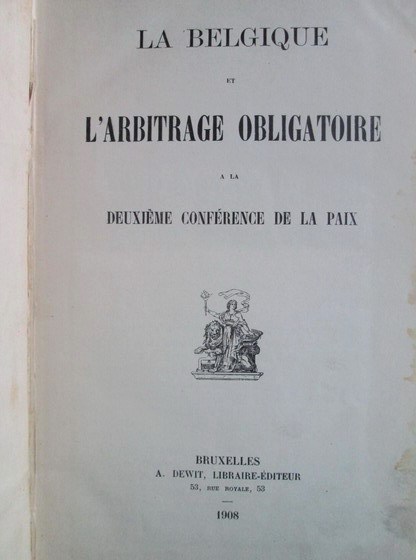 LA BELGIQUE
ET
L'ARBITRAGE OBLIGATOIRE
A LA
DEUXIÈME CONFÉRENCE DE LA PAIX
BRUXELLES
A. DEWIT, LIBRAIRE-ÉDITEUR
53, RUE ROYALE, 53
1908